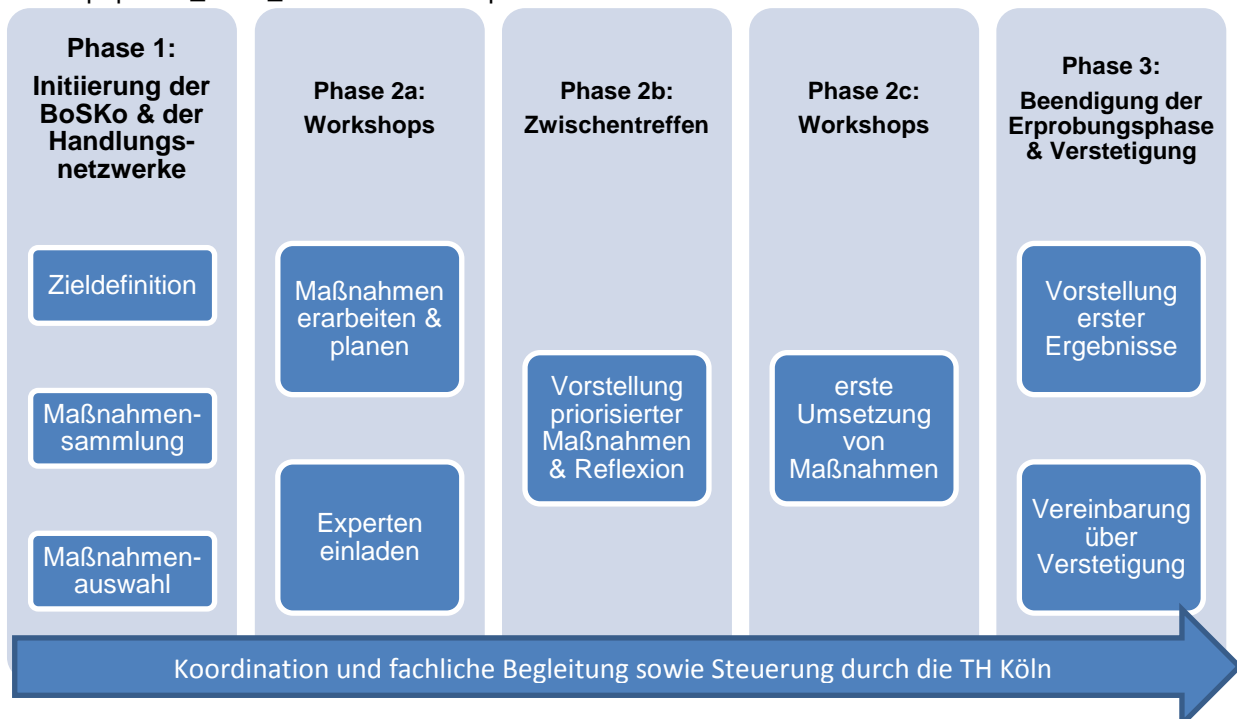 Phase 1:
Initiierung der
BoSKo & der
Handlungs-
netzwerke
Zieldefinition
Maßnahmen-
sammlung
Maßnahmen-
auswahl
Phase 2a:
Workshops
Maßnahmen
erarbeiten &
planen
Experten
einladen
Phase 2b:
Zwischentreffen
Vorstellung
priorisierter
Maßnahmen
& Reflexion
Phase 2c:
Workshops
erste
Umsetzung
von
Maßnahmen
Phase 3:
Beendigung der
Erprobungsphase
& Verstetigung
Vorstellung
erster
Ergebnisse
Vereinbarung
über
Verstetigung
Koordination und fachliche Begleitung sowie Steuerung durch die TH Köln